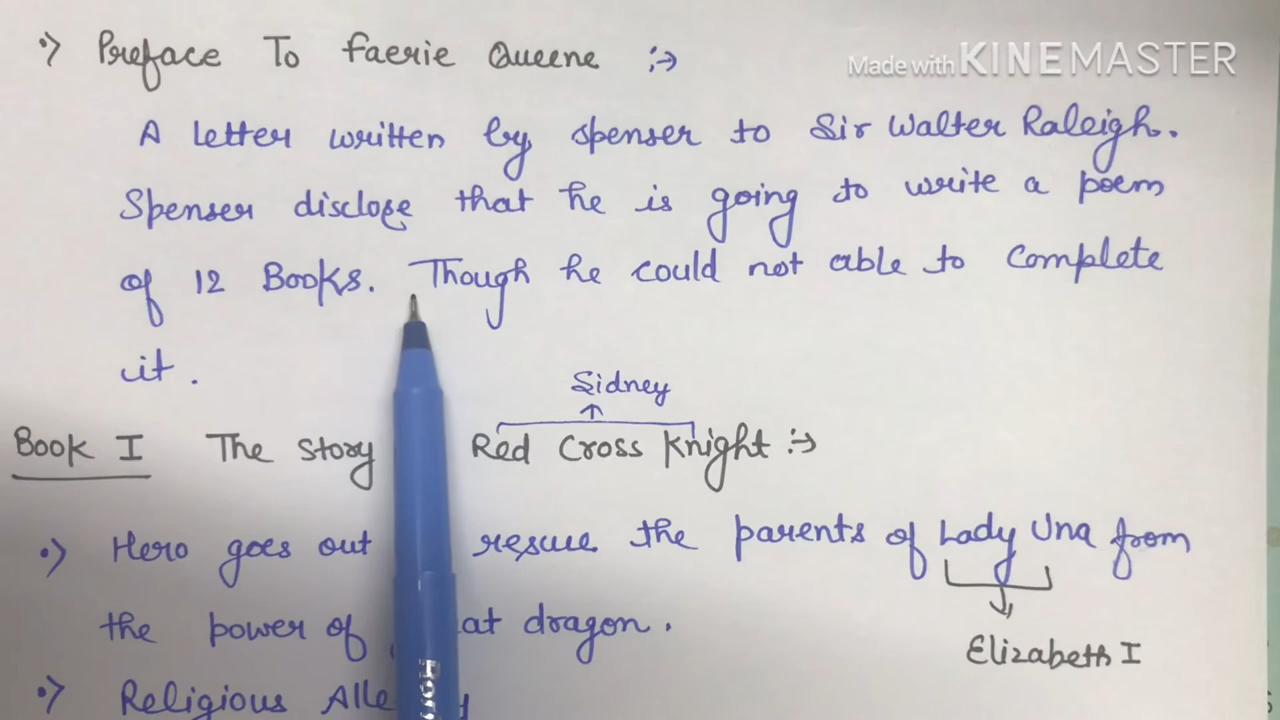 Made with KINEMASTER
•> Preface To Faerie Queene :->
A letter written by spenser to Sir Walter Raleigh.
Spenser disclose that he is going to write a poem
of 12 Books. Though he could not able to complete
it.
Sidney
Book I The Story Red Cross Knight :->
•> Hero goes out rescue the parents of Lady Una from
the power of dragon.
Elizabeth I
•> Religious